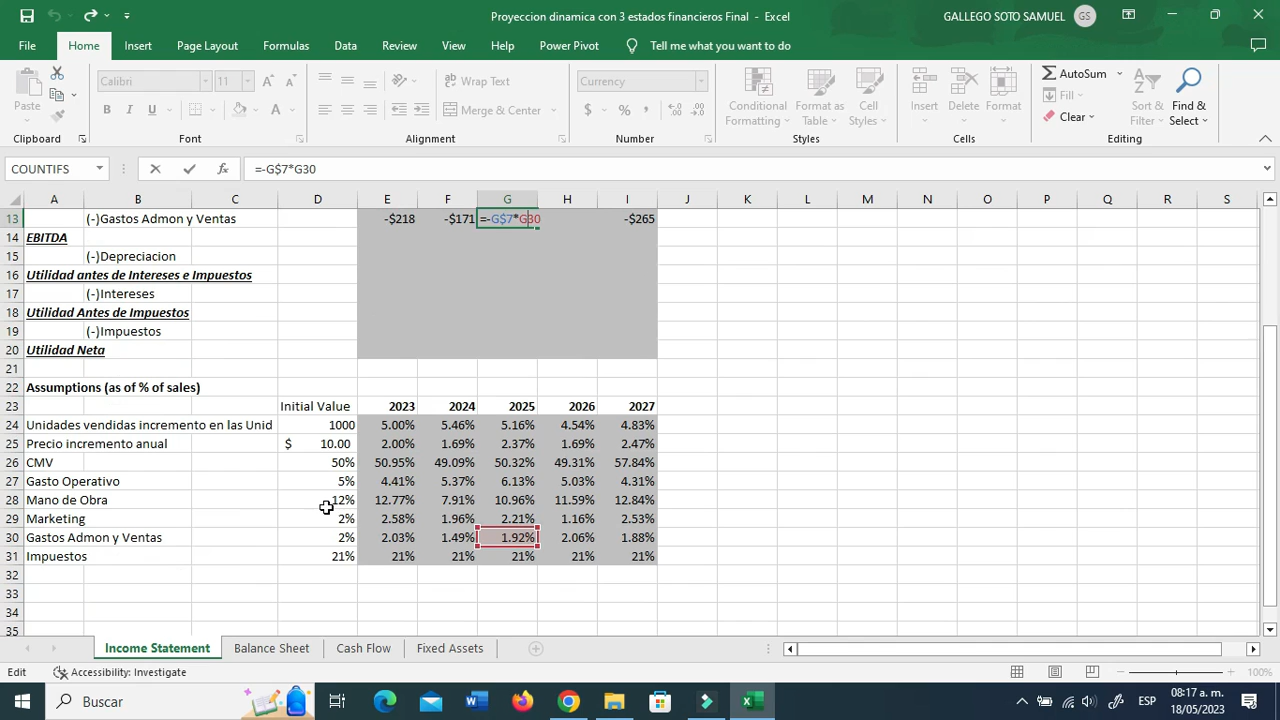 Proyeccion dinamica con 3 estados financieros Final - Excel
GALLEGO SOTO SAMUEL GS
File Home Insert Page Layout Formulas Data Review View Help Power Pivot Tell me what you want to do
Paste
Calibri 11
Wrap Text
Merge & Center
Currency
Conditional Formatting
Format as Table
Cell Styles
Insert Delete Format
AutoSum
Fill
Clear
Sort & Filter
Find & Select
Clipboard Font Alignment Number Styles Cells Editing
COUNTIFS =-G$7*G30
A B C D E F G H I J K L M N O P Q R S
13 (-)Gastos Admon y Ventas -$218 -$171 =-G$7*G30 -$265
14 EBITDA
15 (-)Depreciacion
16 Utilidad antes de Intereses e Impuestos
17 (-)Intereses
18 Utilidad Antes de Impuestos
19 (-)Impuestos
20 Utilidad Neta
21
22 Assumptions (as of % of sales)
23 Initial Value 2023 2024 2025 2026 2027
24 Unidades vendidas incremento en las Unid 1000 5.00% 5.46% 5.16% 4.54% 4.83%
25 Precio incremento anual $ 10.00 2.00% 1.69% 2.37% 1.69% 2.47%
26 CMV 50% 50.95% 49.09% 50.32% 49.31% 57.84%
27 Gasto Operativo 5% 4.41% 5.37% 6.13% 5.03% 4.31%
28 Mano de Obra 12% 12.77% 7.91% 10.96% 11.59% 12.84%
29 Marketing 2% 2.58% 1.96% 2.21% 1.16% 2.53%
30 Gastos Admon y Ventas 2% 2.03% 1.49% 1.92% 2.06% 1.88%
31 Impuestos 21% 21% 21% 21% 21% 21%
32
33
34
35
Income Statement Balance Sheet Cash Flow Fixed Assets
Edit Accessibility: Investigate 100%
Buscar ESP 08:17 a. m.
18/05/2023